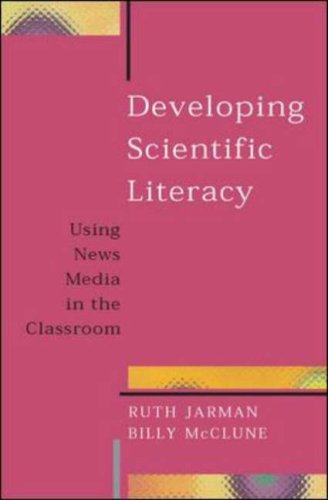 Developing
Scientific
Literacy
Using
News
Media
in the
Classroom
RUTH JARMAN
BILLY McCLUNE